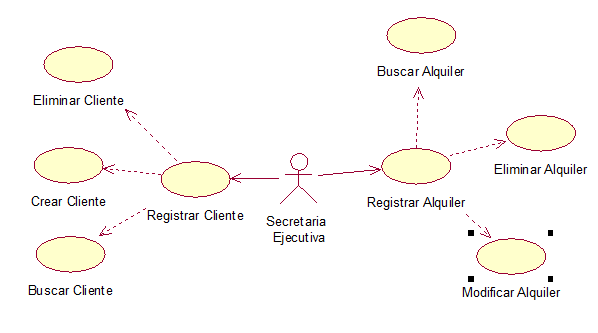 Buscar Alquiler
Eliminar Cliente
Eliminar Alquiler
Crear Cliente
Registrar Cliente
Registrar Alquiler
Secretaria
Ejecutiva
Buscar Cliente
Modificar Alquiler